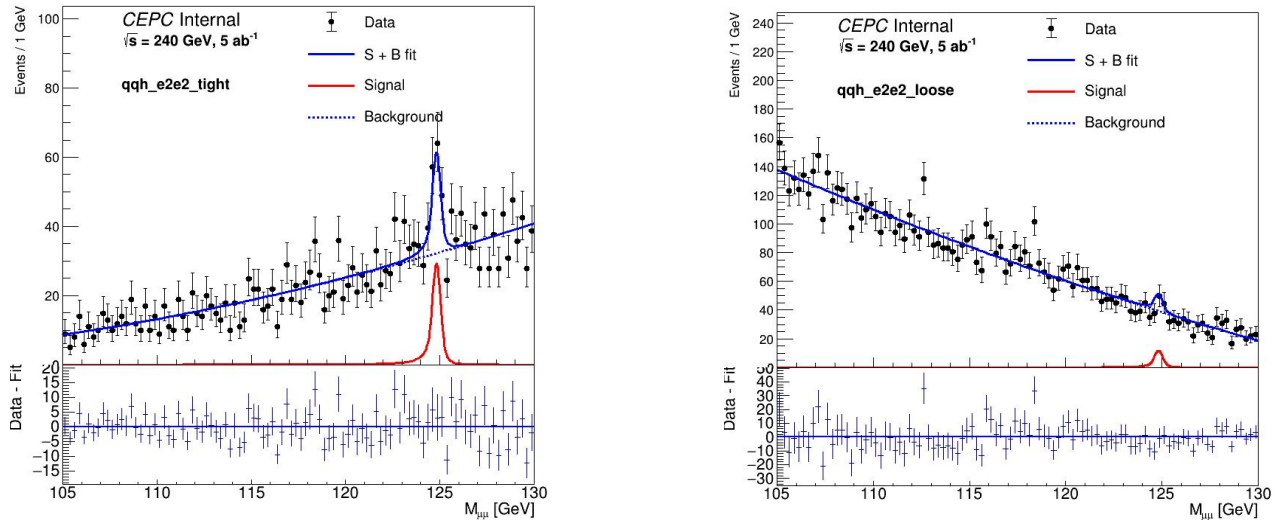 CEPC Internal
√s = 240 GeV, 5 ab⁻¹
qqh_e2e2_tight
Data
S + B fit
Signal
Background
Events / 1 GeV
100
80
60
40
20
0
Data - Fit
20
15
10
5
0
−5
−10
−15
105 110 115 120 125 130
M_μμ [GeV]
CEPC Internal
√s = 240 GeV, 5 ab⁻¹
qqh_e2e2_loose
Data
S + B fit
Signal
Background
Events / 1 GeV
240
220
200
180
160
140
120
100
80
60
40
20
Data - Fit
40
30
20
10
0
−10
−20
−30
105 110 115 120 125 130
M_μμ [GeV]